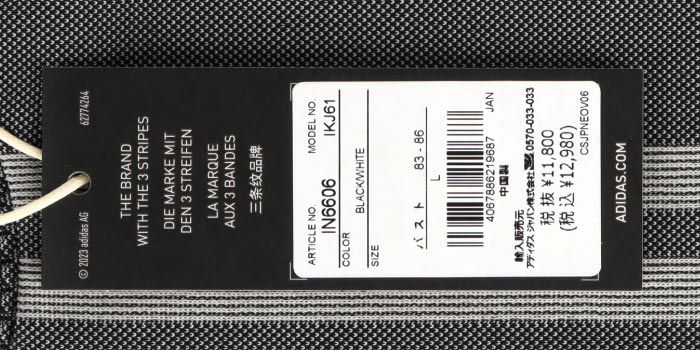 62774264
THE BRAND
WITH THE 3 STRIPES
DIE MARKE MIT
DEN 3 STREIFEN
LA MARQUE
AUX 3 BANDES
三条纹品牌
© 2023 adidas AG
ARTICLE NO. MODEL NO.
IN6606 IKJ61
COLOR BLACK/WHITE
SIZE
バスト 83 - 86
L
JAN
4067886219687
中国製
輸入販売元
アディダス ジャパン株式会社 0570-033-033
税 抜 ¥11,800
(税 込 ¥12,980)
CSJPNEOV06
ADIDAS.COM